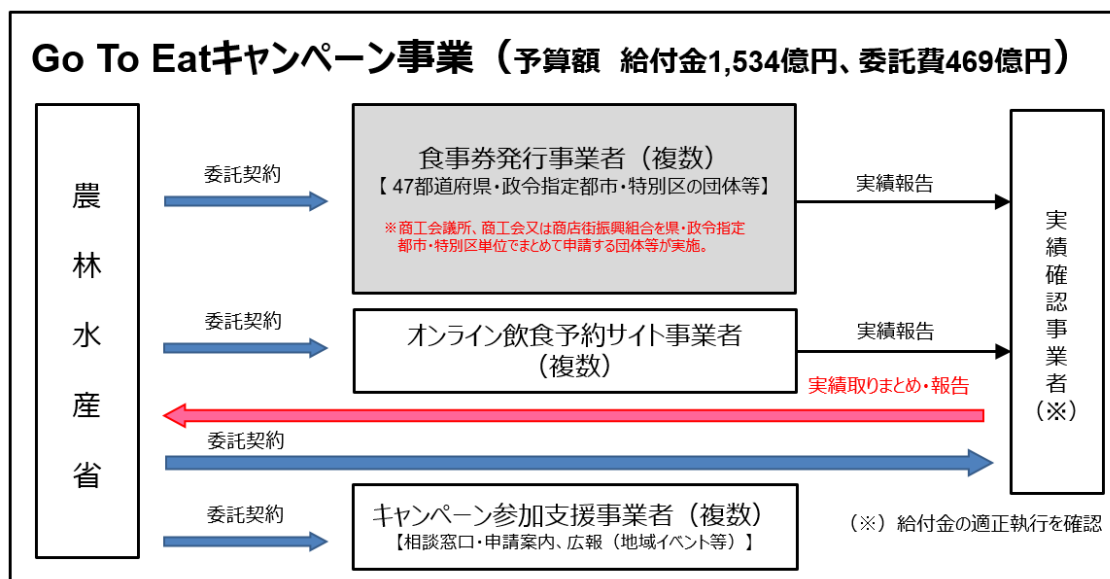 Go To Eatキャンペーン事業（予算額　給付金1,534億円、委託費469億円）
農林水産省
委託契約
食事券発行事業者（複数）
【 47都道府県・政令指定都市・特別区の団体等】
※商工会議所、商工会又は商店街振興組合を県・政令指定
都市・特別区単位でまとめて申請する団体等が実施。
実績報告
実績確認事業者（※）
委託契約
オンライン飲食予約サイト事業者
（複数）
実績報告
実績取りまとめ・報告
委託契約
委託契約
キャンペーン参加支援事業者（複数）
【相談窓口・申請案内、広報（地域イベント等）】
（※）給付金の適正執行を確認